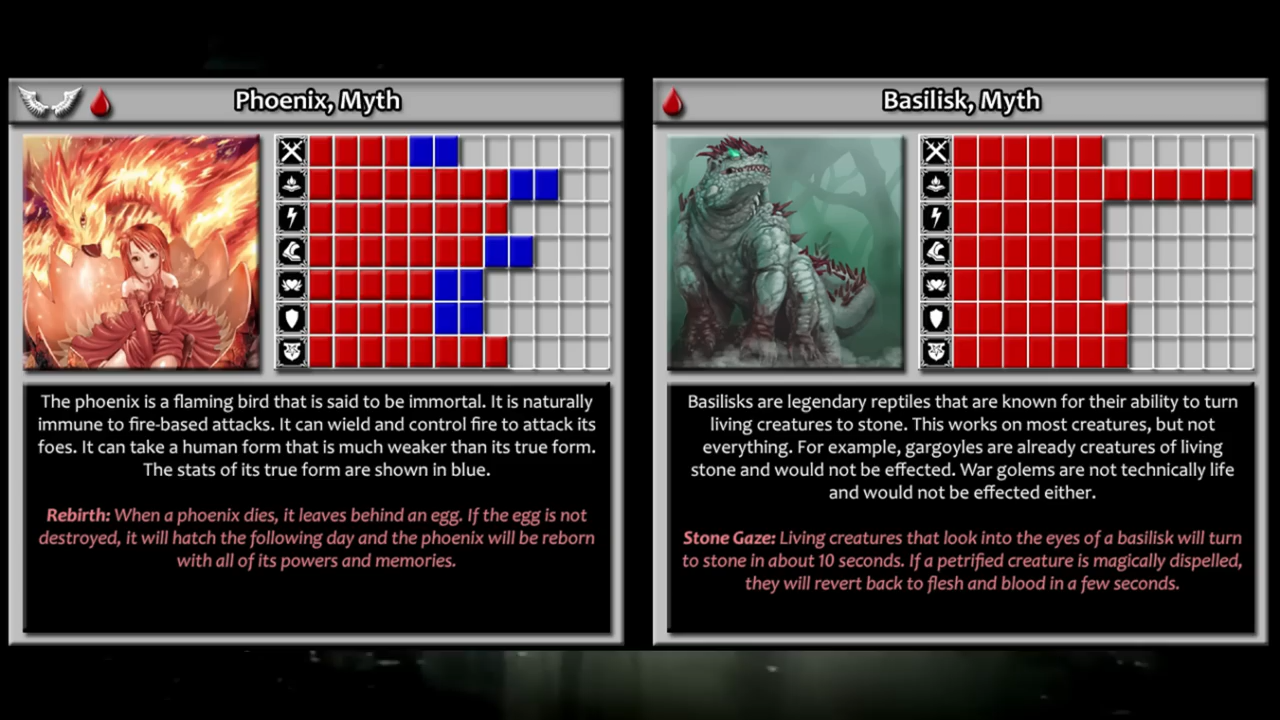 Phoenix, Myth
The phoenix is a flaming bird that is said to be immortal. It is naturally
immune to fire-based attacks. It can wield and control fire to attack its
foes. It can take a human form that is much weaker than its true form.
The stats of its true form are shown in blue.
Rebirth: When a phoenix dies, it leaves behind an egg. If the egg is not
destroyed, it will hatch the following day and the phoenix will be reborn
with all of its powers and memories.
Basilisk, Myth
Basilisks are legendary reptiles that are known for their ability to turn
living creatures to stone. This works on most creatures, but not
everything. For example, gargoyles are already creatures of living
stone and would not be effected. War golems are not technically life
and would not be effected either.
Stone Gaze: Living creatures that look into the eyes of a basilisk will turn
to stone in about 10 seconds. If a petrified creature is magically dispelled,
they will revert back to flesh and blood in a few seconds.